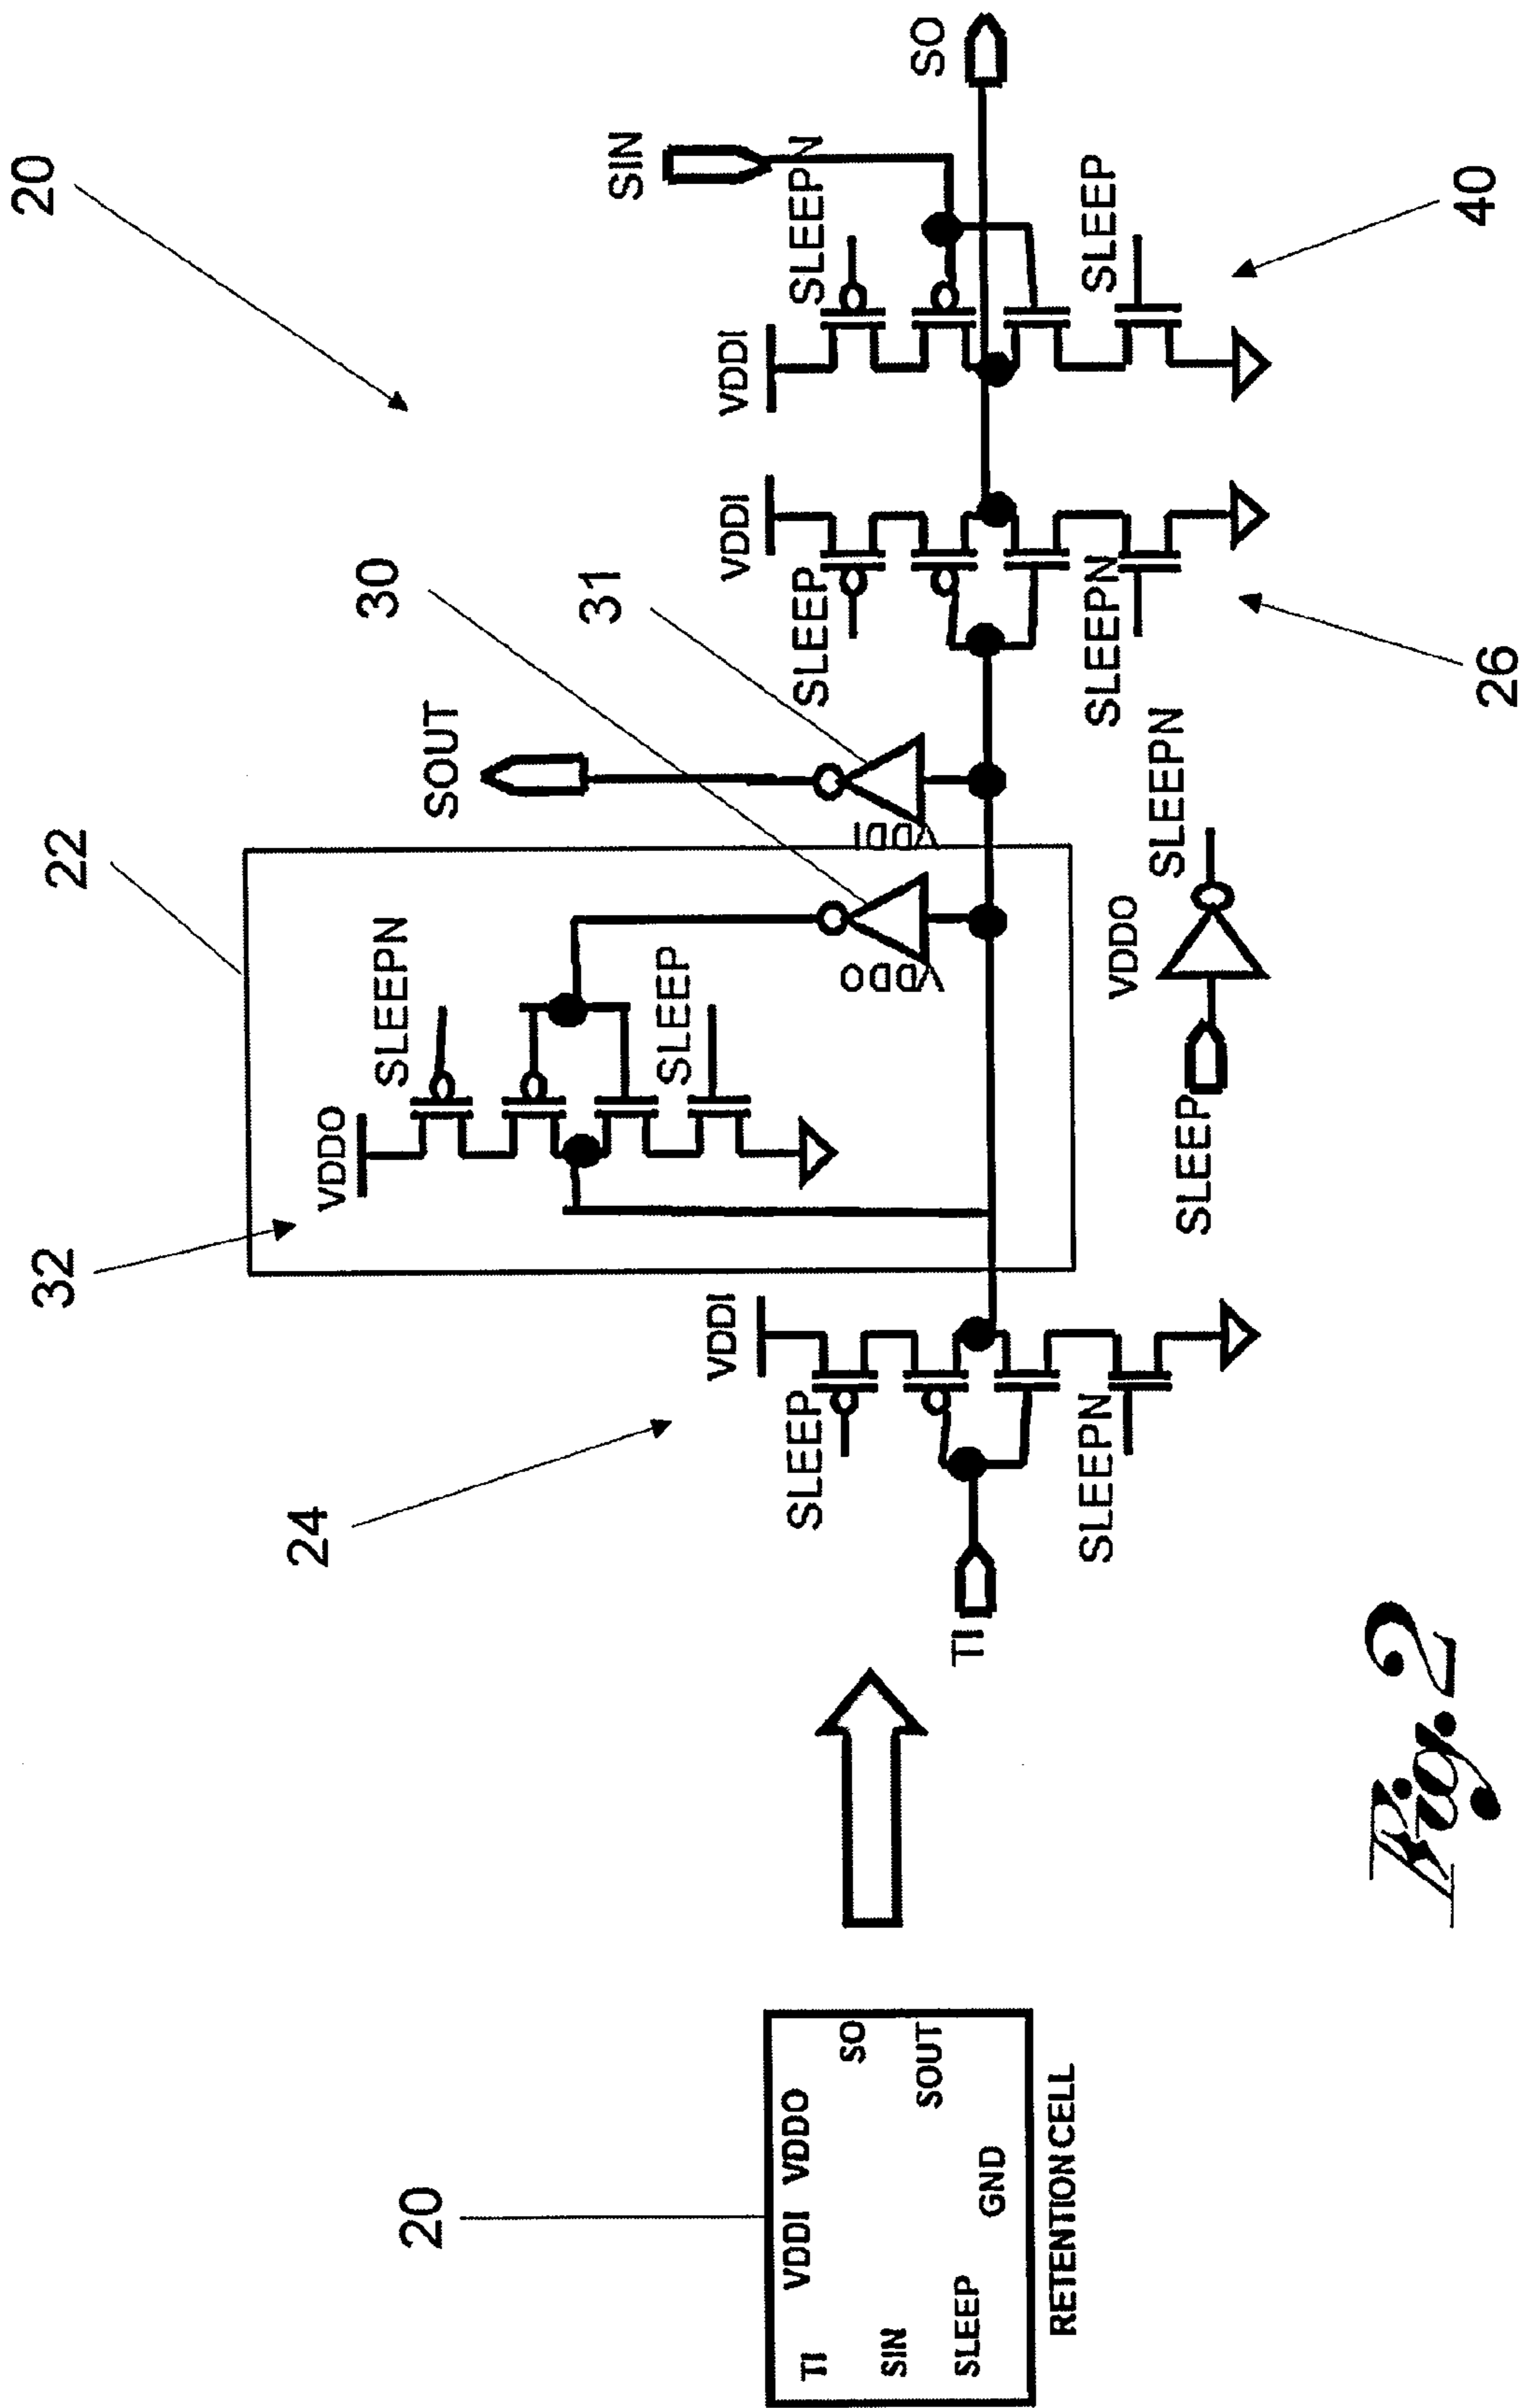 20
TI
VDDI VDDO
SO
SIN
SOUT
SLEEP
GND
RETENTION CELL
20
22
32
24
30
31
VDDO
SLEEPN
SLEEP
VDDO
SOUT
VDDI
SIN
SO
TI
VDDI
SLEEP
SLEEPN
VDDI
SLEEP
SLEEPN
VDDI
SLEEPN
SLEEP
26
40
SLEEP
VDDO
SLEEPN
Fig. 2